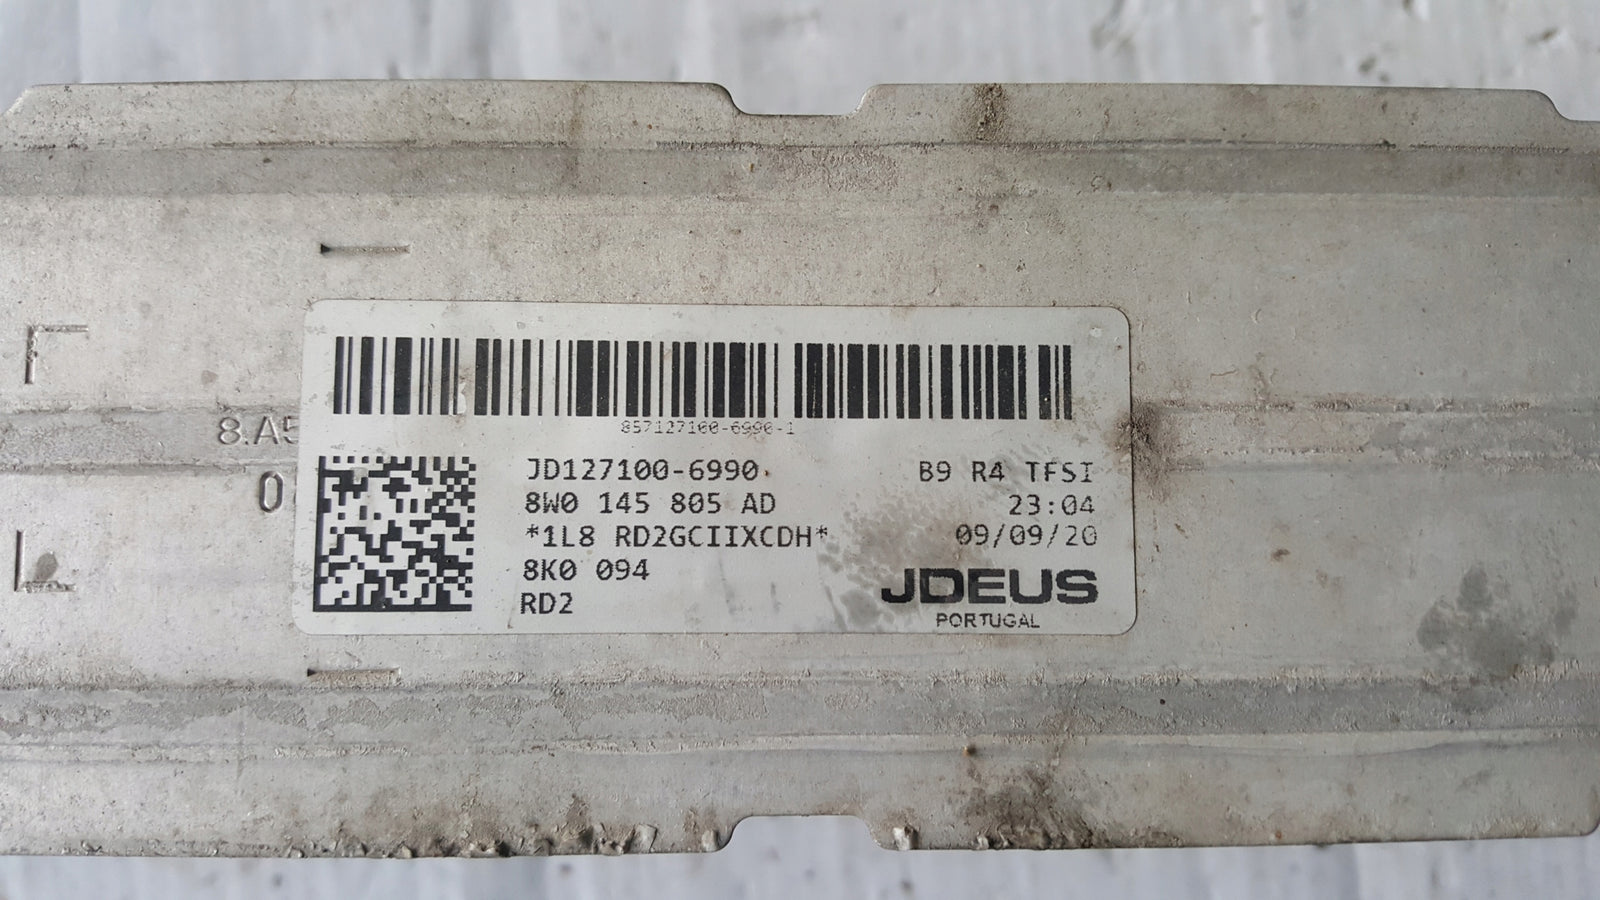 857127100-6990-1
JD127100-6990 B9 R4 TFSI
8W0 145 805 AD 23:04
*1L8 RD2GCIIXCDH* 09/09/20
8K0 094
RD2
JDEUS
PORTUGAL
8.A5
0